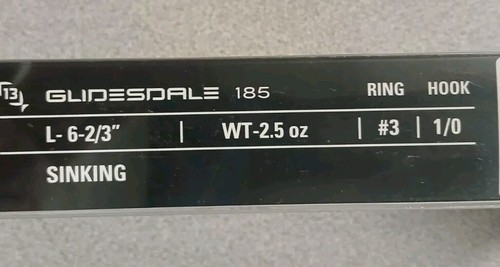 13 GLIDESDALE 185 RING HOOK
L- 6-2/3” | WT-2.5 oz | #3 | 1/0
SINKING